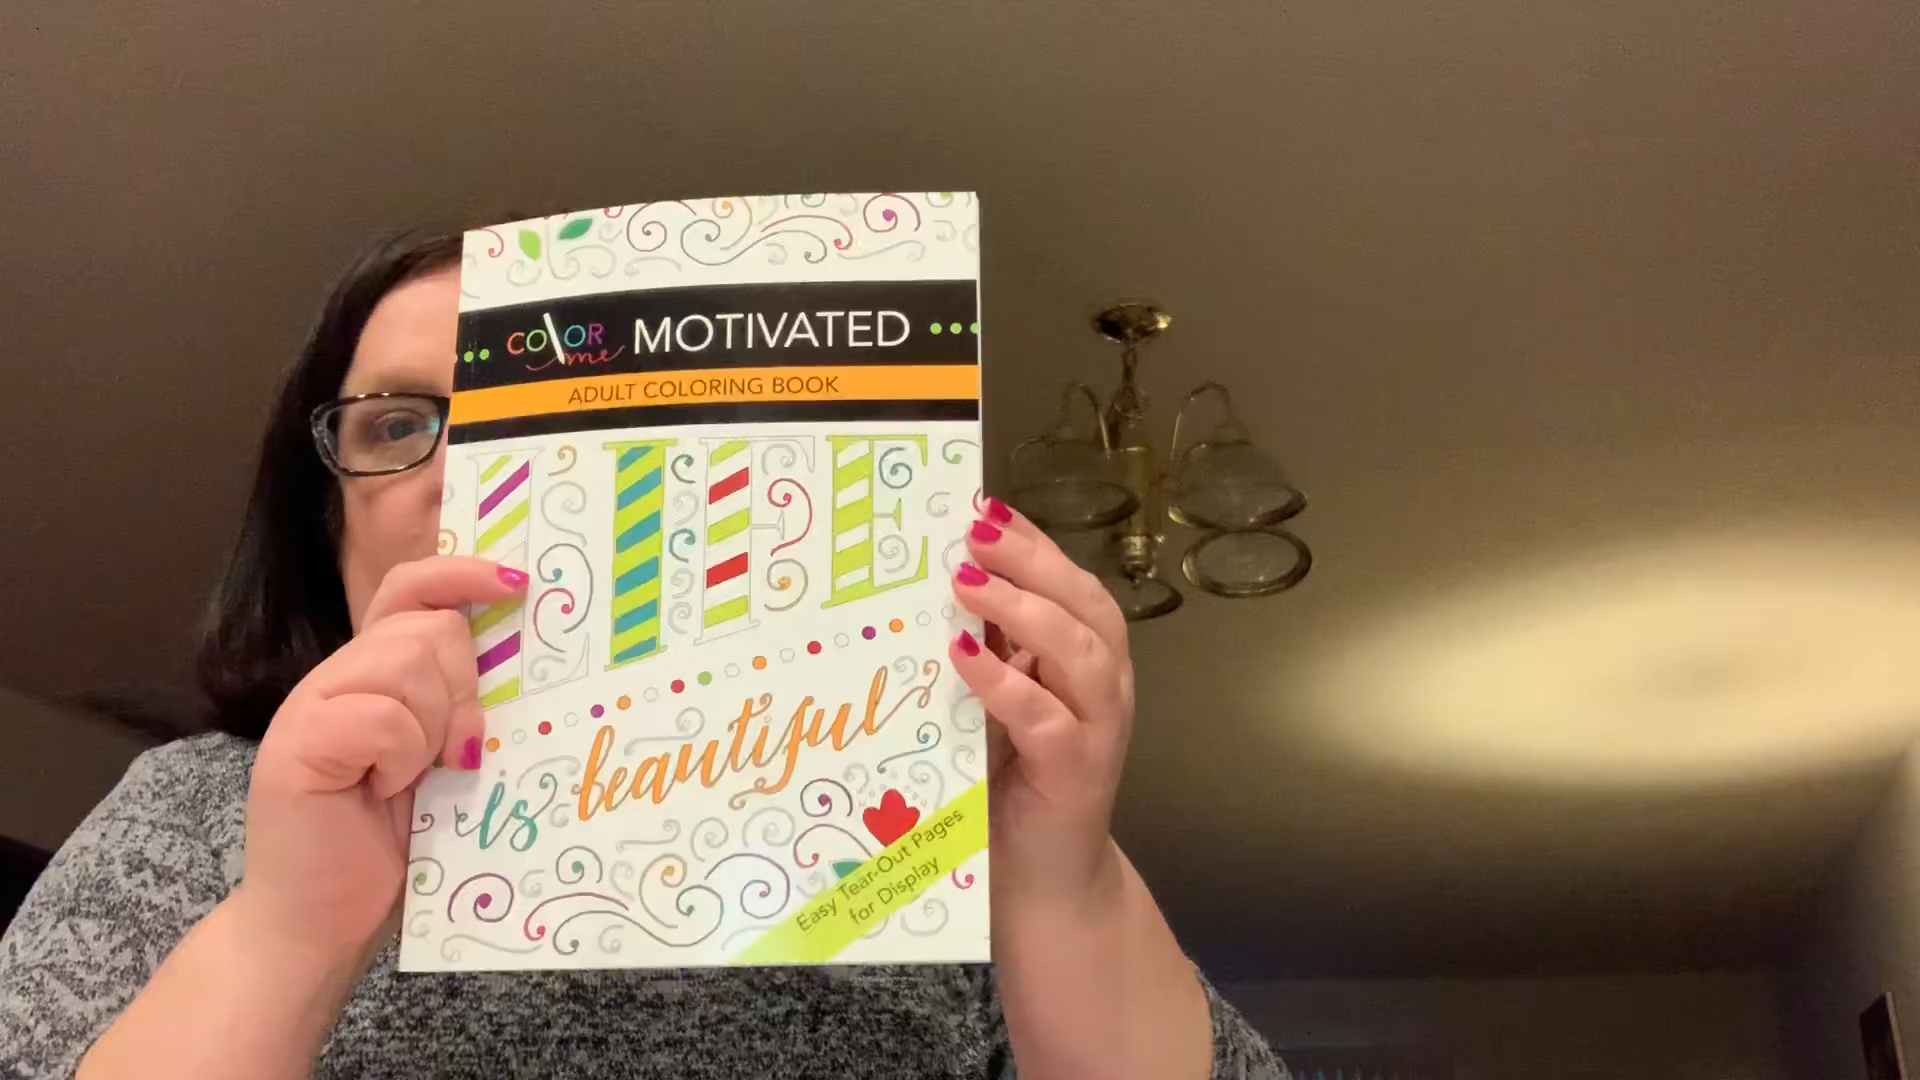 COLOR me MOTIVATED
ADULT COLORING BOOK
LIFE
is beautiful
Easy Tear-Out Pages
for Display